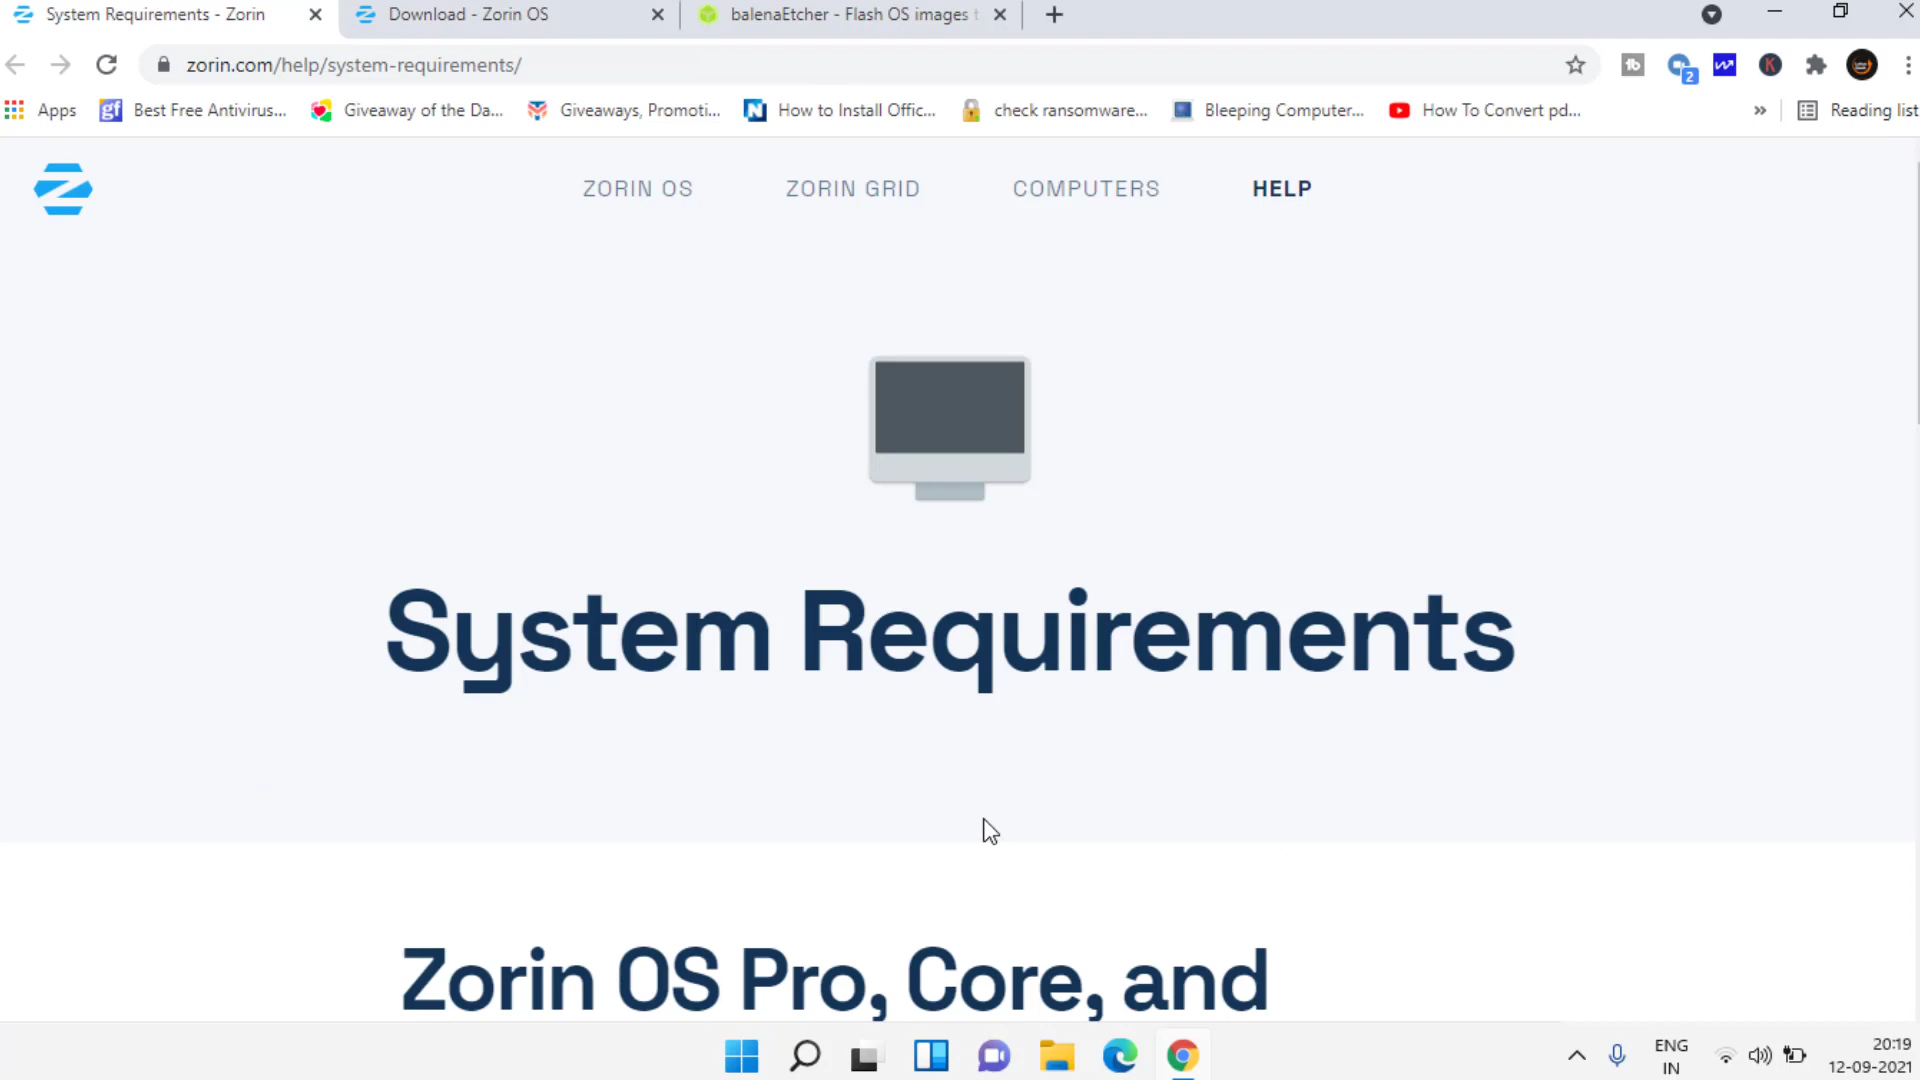 System Requirements - Zorin
Download - Zorin OS
balenaEtcher - Flash OS images t
zorin.com/help/system-requirements/
2
Apps
Best Free Antivirus...
Giveaway of the Da...
Giveaways, Promoti...
How to Install Offic...
check ransomware...
Bleeping Computer...
How To Convert pd...
»
Reading list
ZORIN OS
ZORIN GRID
COMPUTERS
HELP
System Requirements
Zorin OS Pro, Core, and
ENG
IN
20:19
12-09-2021